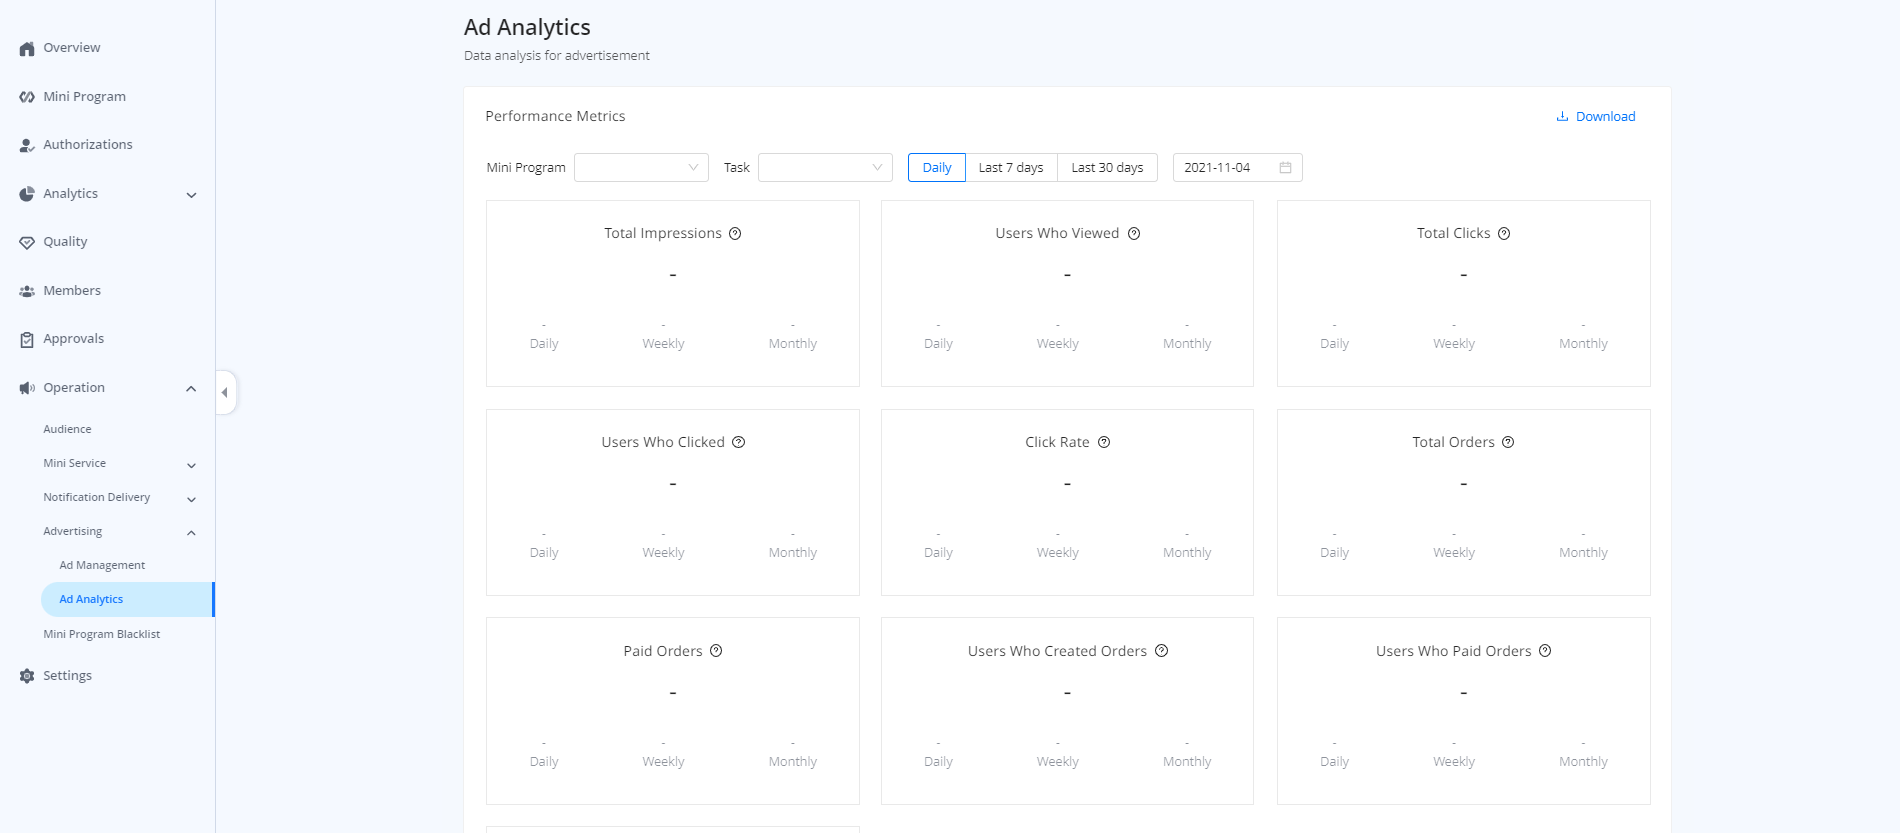 Overview
Mini Program
Authorizations
Analytics
Quality
Members
Approvals
Operation
Audience
Mini Service
Notification Delivery
Advertising
Ad Management
Ad Analytics
Mini Program Blacklist
Settings
Ad Analytics
Data analysis for advertisement
Performance Metrics
Download
Mini Program Task Daily Last 7 days Last 30 days 2021-11-04
Total Impressions
-
- - -
Daily Weekly Monthly
Users Who Viewed
-
- - -
Daily Weekly Monthly
Total Clicks
-
- - -
Daily Weekly Monthly
Users Who Clicked
-
- - -
Daily Weekly Monthly
Click Rate
-
- - -
Daily Weekly Monthly
Total Orders
-
- - -
Daily Weekly Monthly
Paid Orders
-
- - -
Daily Weekly Monthly
Users Who Created Orders
-
- - -
Daily Weekly Monthly
Users Who Paid Orders
-
- - -
Daily Weekly Monthly